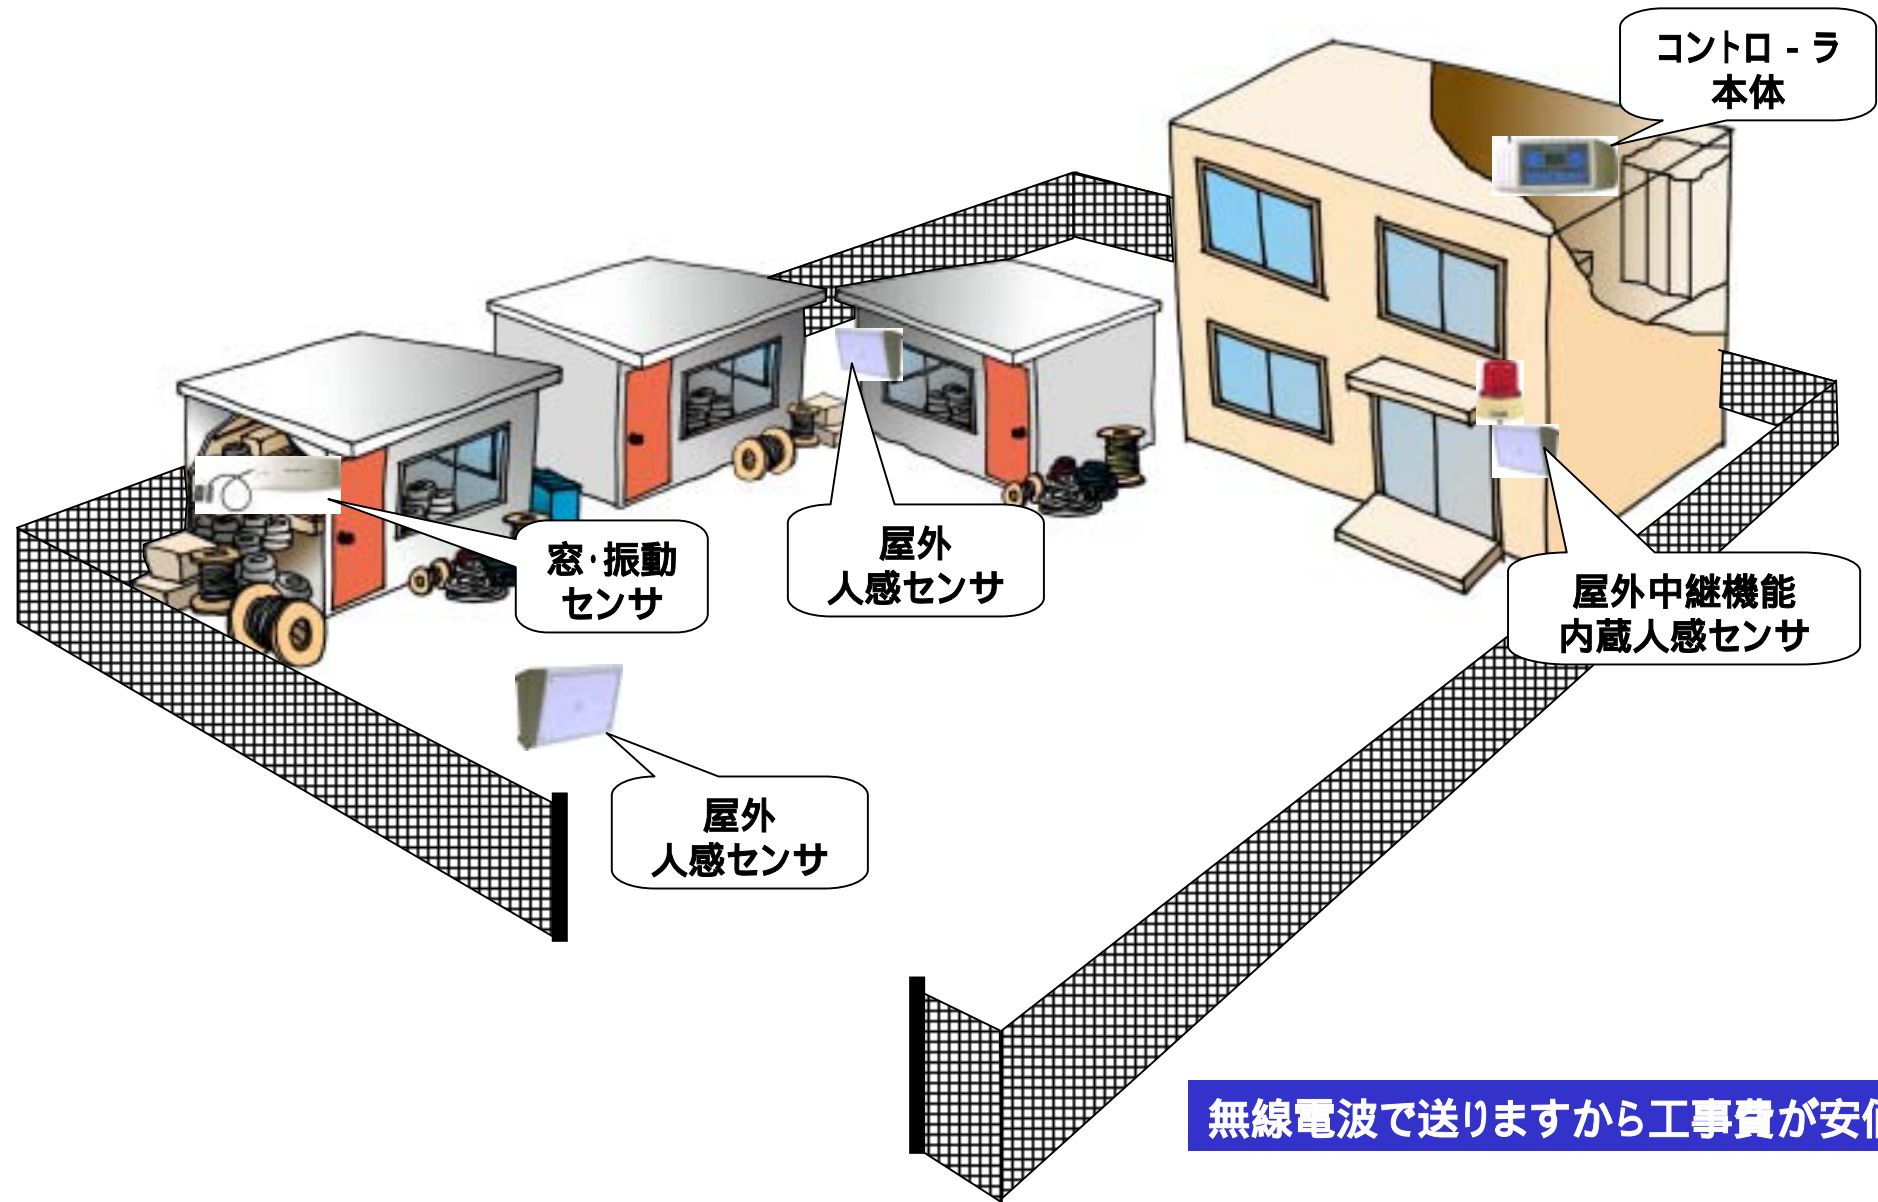 コントロ-ラ
本体
窓・振動
センサ
屋外
人感センサ
屋外中継機能
内蔵人感センサ
屋外
人感センサ
無線電波で送りますから工事費が安